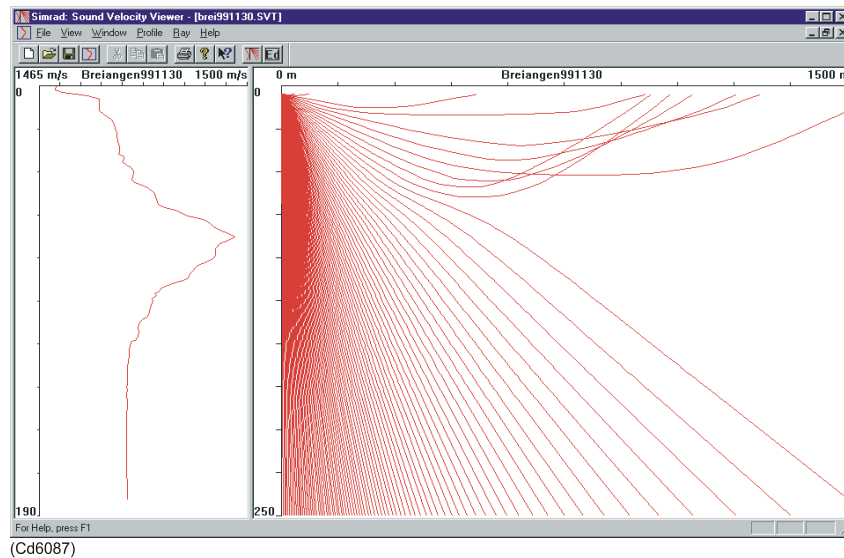 Simrad: Sound Velocity Viewer - [brei991130.SVT]
File View Window Profile Ray Help
Ed
1465 m/s Breiangen991130 1500 m/s
0
190
0 m Breiangen991130 1500 m
0
250
For Help, press F1
(Cd6087)